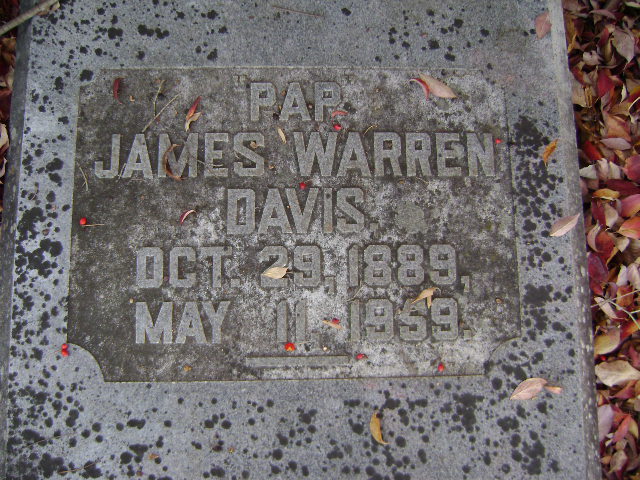 "PAP"
JAMES WARREN
DAVIS.
OCT. 29, 1889,
MAY 11 1959.